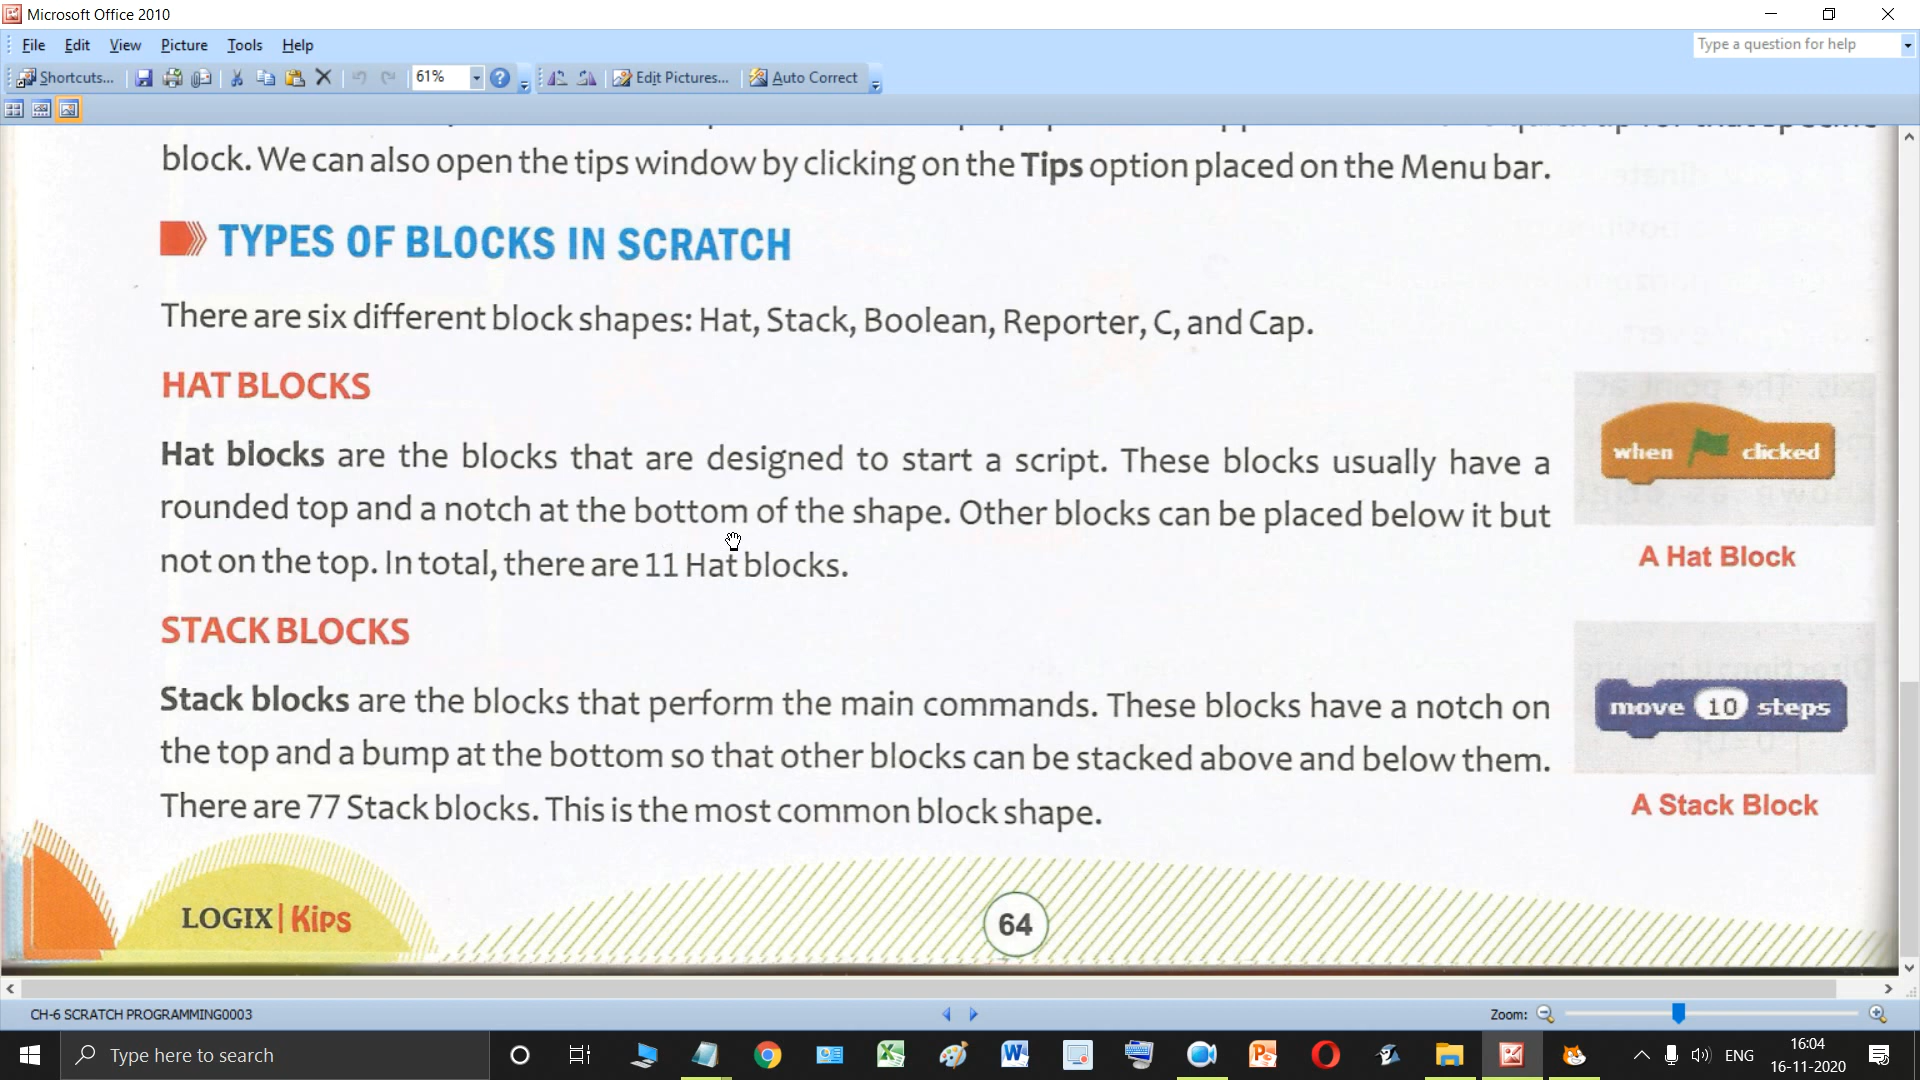 Microsoft Office 2010
File Edit View Picture Tools Help
Type a question for help
Shortcuts... 61% Edit Pictures... Auto Correct
block. We can also open the tips window by clicking on the Tips option placed on the Menu bar.
TYPES OF BLOCKS IN SCRATCH
There are six different block shapes: Hat, Stack, Boolean, Reporter, C, and Cap.
HAT BLOCKS
Hat blocks are the blocks that are designed to start a script. These blocks usually have a
rounded top and a notch at the bottom of the shape. Other blocks can be placed below it but
not on the top. In total, there are 11 Hat blocks.
when clicked
A Hat Block
STACK BLOCKS
Stack blocks are the blocks that perform the main commands. These blocks have a notch on
the top and a bump at the bottom so that other blocks can be stacked above and below them.
There are 77 Stack blocks. This is the most common block shape.
move 10 steps
A Stack Block
LOGIX | Kips
64
CH-6 SCRATCH PROGRAMMING0003
Zoom:
Type here to search
ENG
16:04
16-11-2020